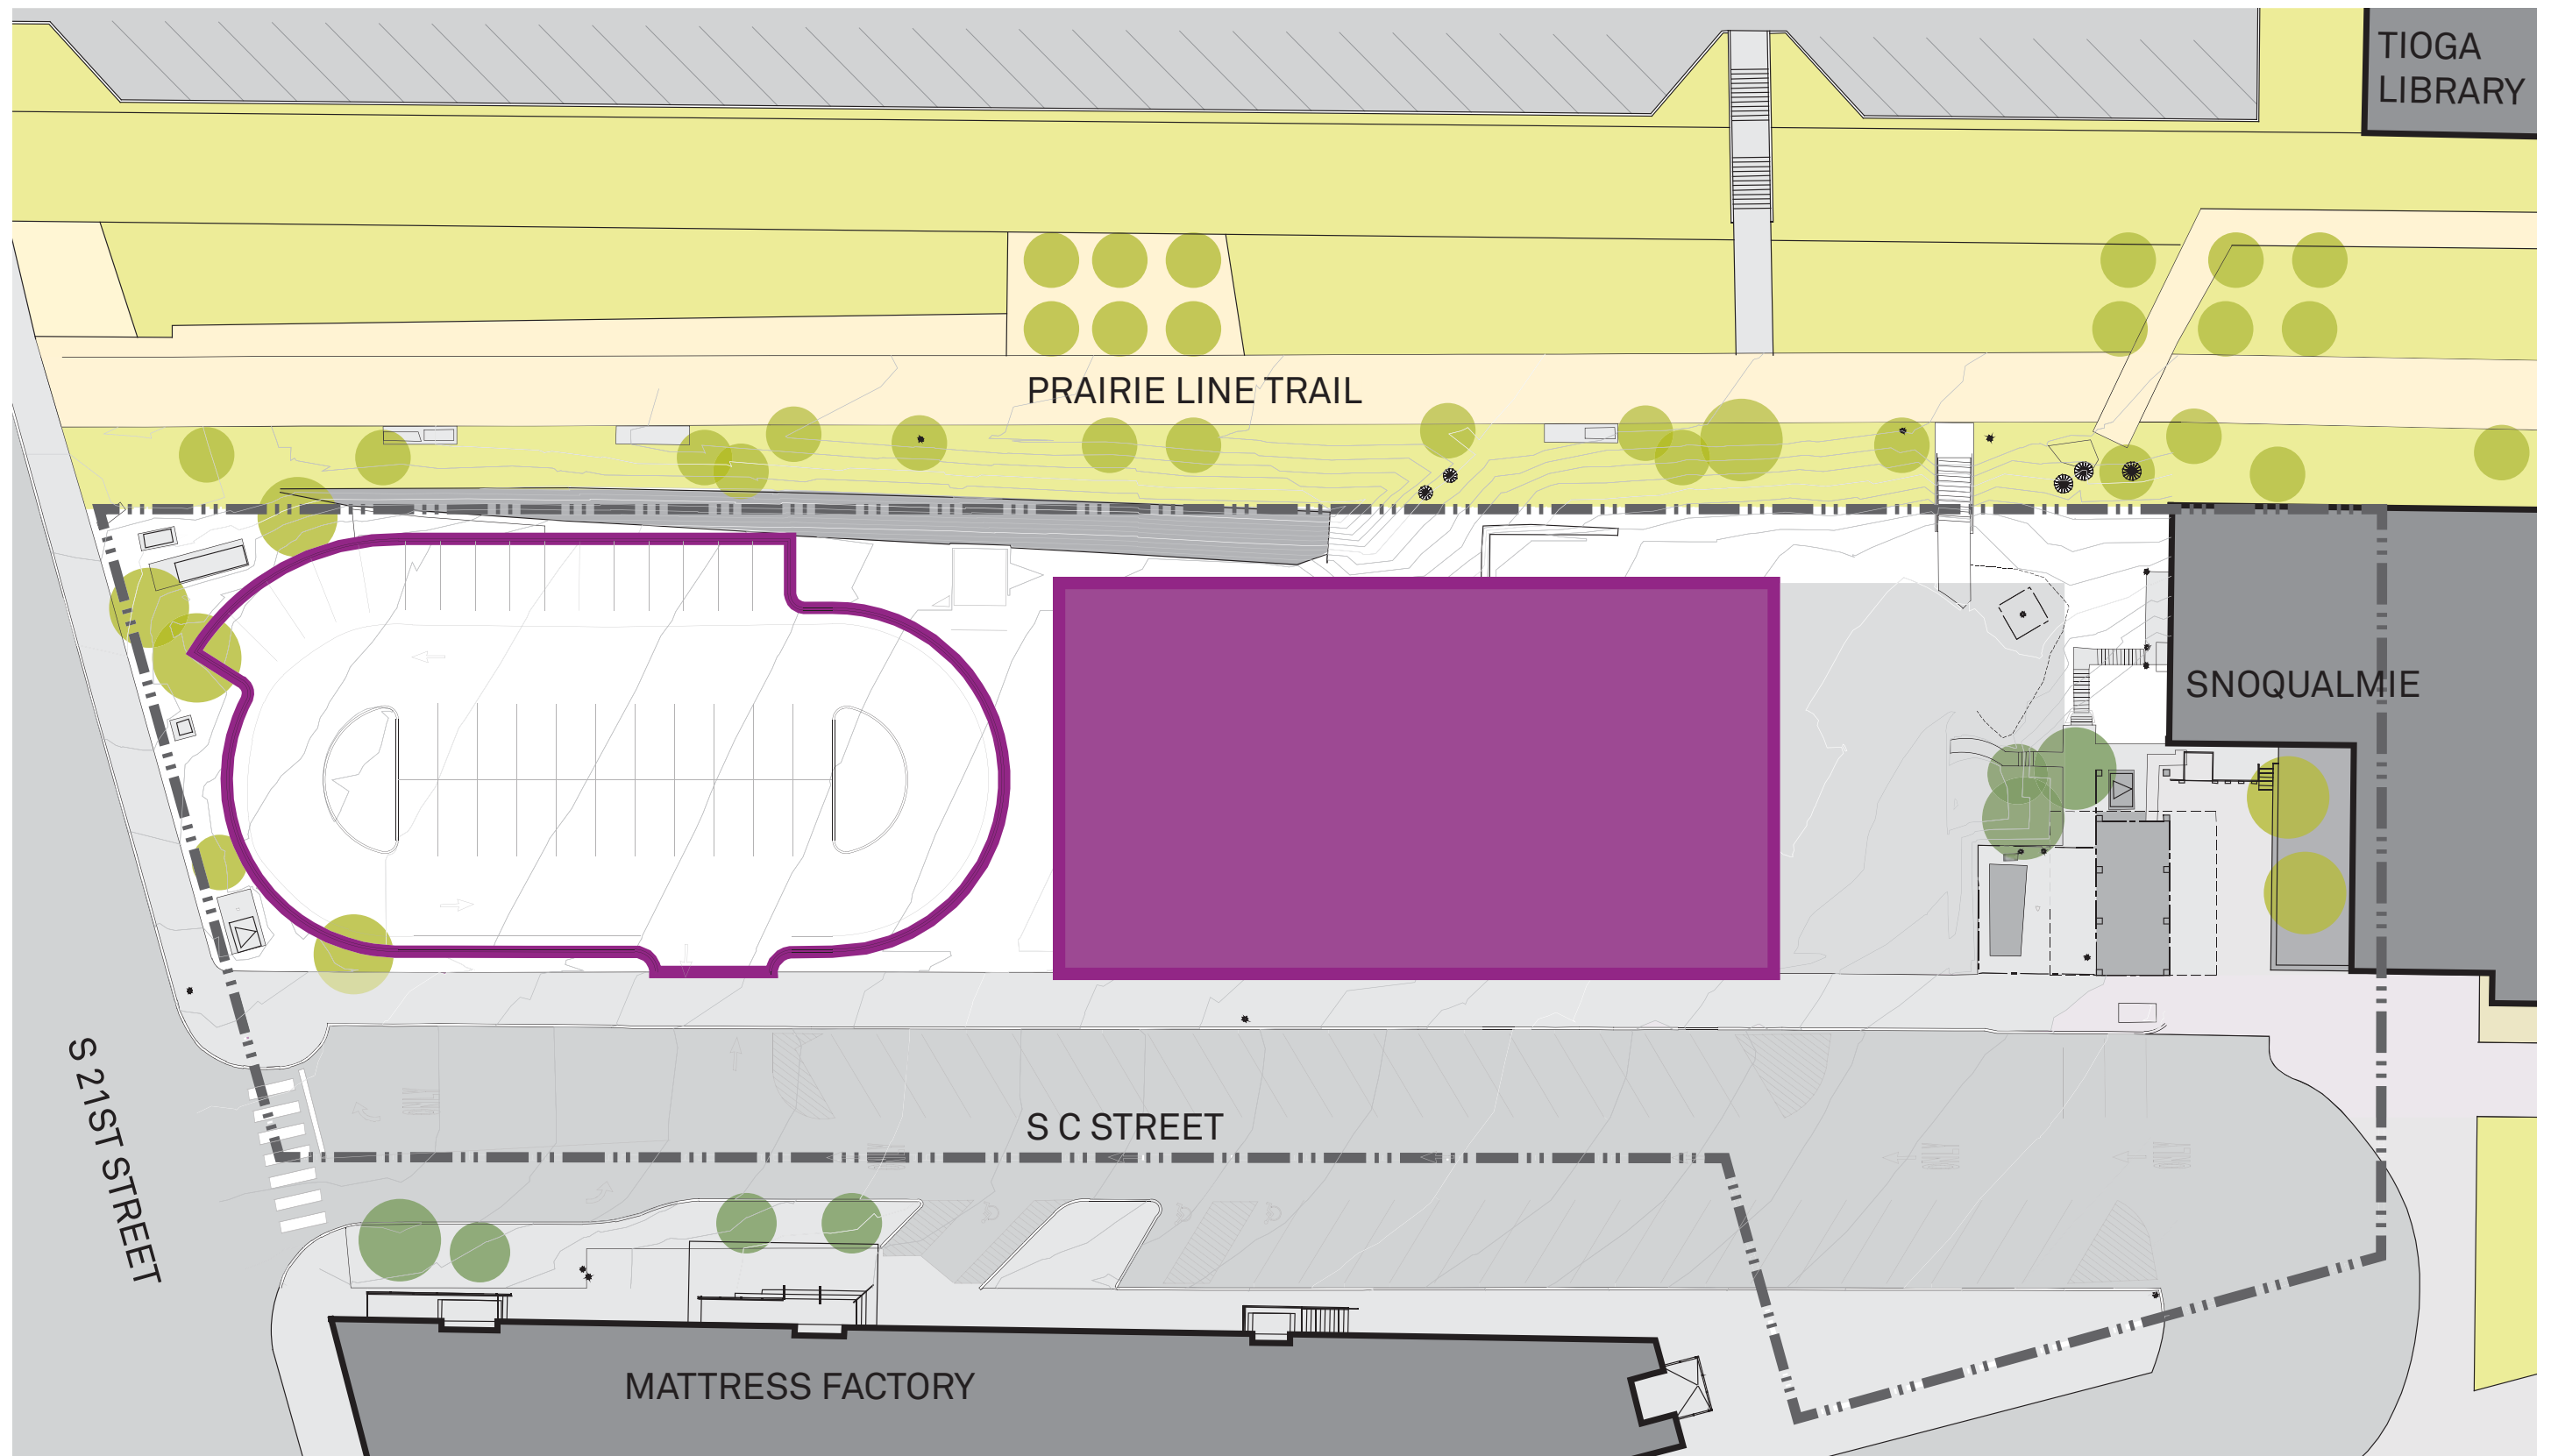 TIOGA
LIBRARY
PRAIRIE LINE TRAIL
SNOQUALMIE
S C STREET
S 21ST STREET
MATTRESS FACTORY